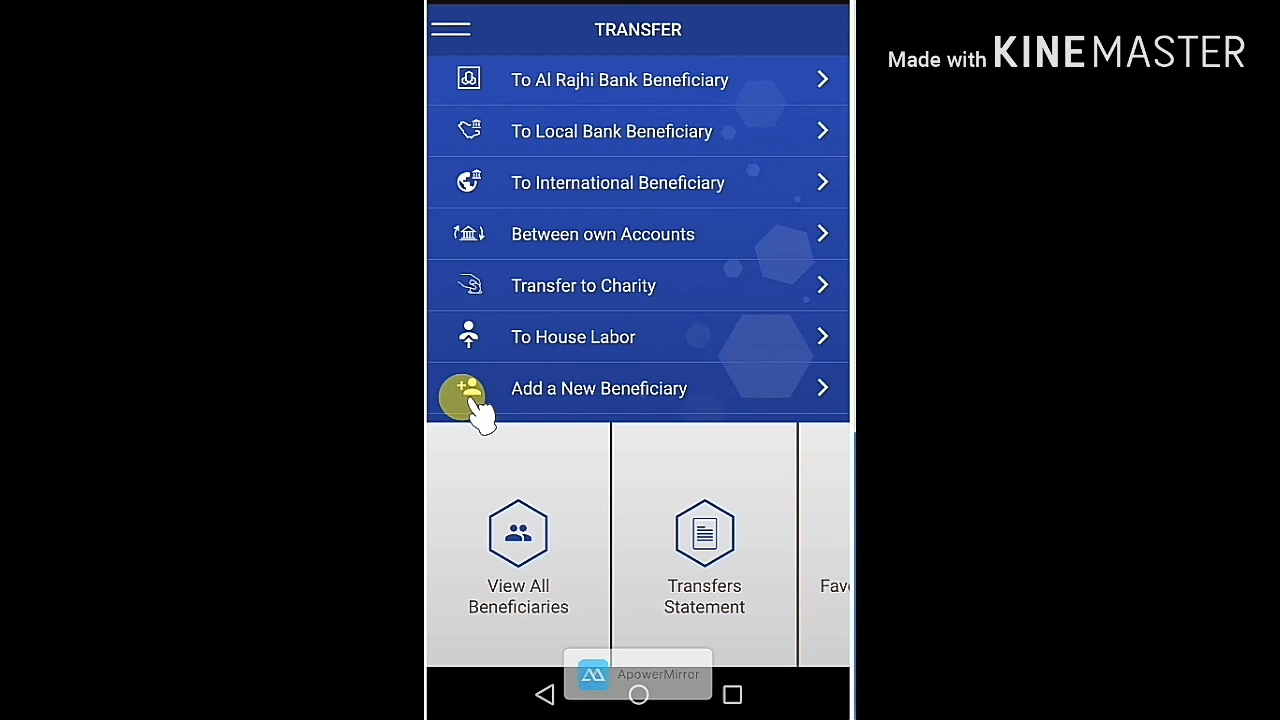 TRANSFER
Made with KINEMASTER
To Al Rajhi Bank Beneficiary
To Local Bank Beneficiary
To International Beneficiary
Between own Accounts
Transfer to Charity
To House Labor
Add a New Beneficiary
View All
Beneficiaries
Transfers
Statement
Fav
ApowerMirror